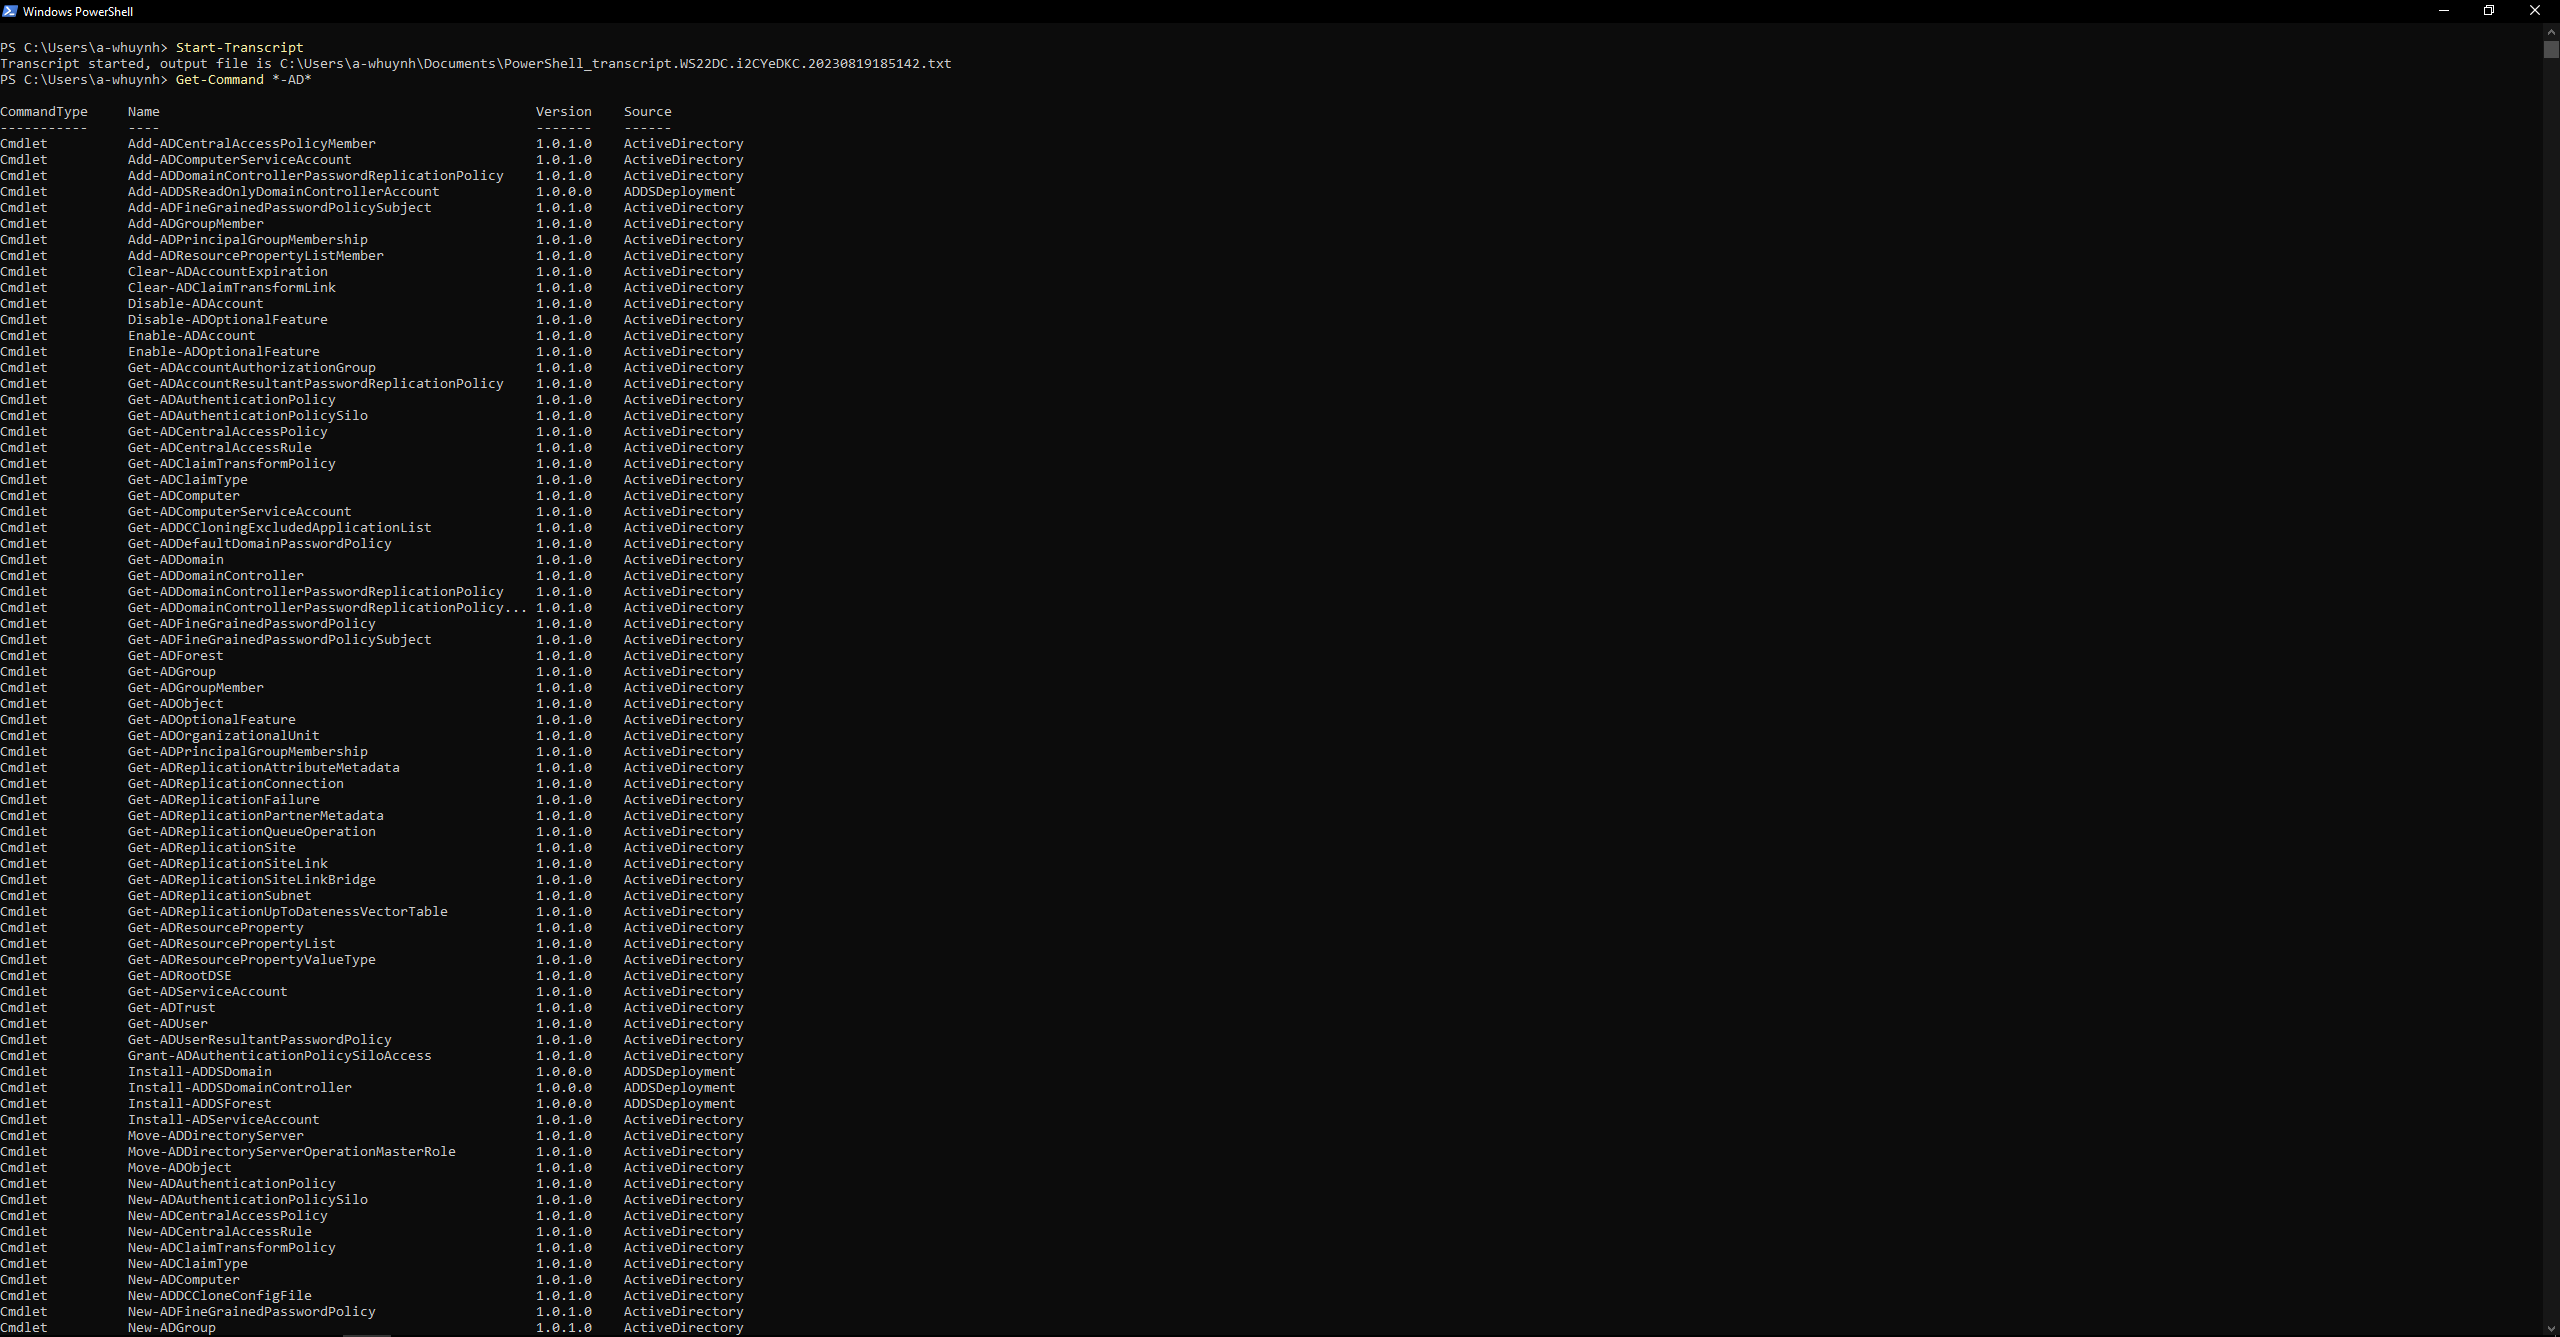 Windows PowerShell
PS C:\Users\a-whuynh> Start-Transcript
Transcript started, output file is C:\Users\a-whuynh\Documents\PowerShell_transcript.WS22DC.i2CYeDKC.20230819185142.txt
PS C:\Users\a-whuynh> Get-Command *-AD*
CommandType     Name                                               Version    Source
-----------     ----                                               -------    ------
Cmdlet          Add-ADCentralAccessPolicyMember                    1.0.1.0    ActiveDirectory
Cmdlet          Add-ADComputerServiceAccount                       1.0.1.0    ActiveDirectory
Cmdlet          Add-ADDomainControllerPasswordReplicationPolicy    1.0.1.0    ActiveDirectory
Cmdlet          Add-ADDSReadOnlyDomainControllerAccount            1.0.0.0    ADDSDeployment
Cmdlet          Add-ADFineGrainedPasswordPolicySubject             1.0.1.0    ActiveDirectory
Cmdlet          Add-ADGroupMember                                  1.0.1.0    ActiveDirectory
Cmdlet          Add-ADPrincipalGroupMembership                     1.0.1.0    ActiveDirectory
Cmdlet          Add-ADResourcePropertyListMember                   1.0.1.0    ActiveDirectory
Cmdlet          Clear-ADAccountExpiration                          1.0.1.0    ActiveDirectory
Cmdlet          Clear-ADClaimTransformLink                         1.0.1.0    ActiveDirectory
Cmdlet          Disable-ADAccount                                  1.0.1.0    ActiveDirectory
Cmdlet          Disable-ADOptionalFeature                          1.0.1.0    ActiveDirectory
Cmdlet          Enable-ADAccount                                   1.0.1.0    ActiveDirectory
Cmdlet          Enable-ADOptionalFeature                           1.0.1.0    ActiveDirectory
Cmdlet          Get-ADAccountAuthorizationGroup                    1.0.1.0    ActiveDirectory
Cmdlet          Get-ADAccountResultantPasswordReplicationPolicy    1.0.1.0    ActiveDirectory
Cmdlet          Get-ADAuthenticationPolicy                         1.0.1.0    ActiveDirectory
Cmdlet          Get-ADAuthenticationPolicySilo                     1.0.1.0    ActiveDirectory
Cmdlet          Get-ADCentralAccessPolicy                          1.0.1.0    ActiveDirectory
Cmdlet          Get-ADCentralAccessRule                            1.0.1.0    ActiveDirectory
Cmdlet          Get-ADClaimTransformPolicy                         1.0.1.0    ActiveDirectory
Cmdlet          Get-ADClaimType                                    1.0.1.0    ActiveDirectory
Cmdlet          Get-ADComputer                                     1.0.1.0    ActiveDirectory
Cmdlet          Get-ADComputerServiceAccount                       1.0.1.0    ActiveDirectory
Cmdlet          Get-ADDCCloningExcludedApplicationList             1.0.1.0    ActiveDirectory
Cmdlet          Get-ADDefaultDomainPasswordPolicy                  1.0.1.0    ActiveDirectory
Cmdlet          Get-ADDomain                                       1.0.1.0    ActiveDirectory
Cmdlet          Get-ADDomainController                             1.0.1.0    ActiveDirectory
Cmdlet          Get-ADDomainControllerPasswordReplicationPolicy    1.0.1.0    ActiveDirectory
Cmdlet          Get-ADDomainControllerPasswordReplicationPolicy... 1.0.1.0    ActiveDirectory
Cmdlet          Get-ADFineGrainedPasswordPolicy                    1.0.1.0    ActiveDirectory
Cmdlet          Get-ADFineGrainedPasswordPolicySubject             1.0.1.0    ActiveDirectory
Cmdlet          Get-ADForest                                       1.0.1.0    ActiveDirectory
Cmdlet          Get-ADGroup                                        1.0.1.0    ActiveDirectory
Cmdlet          Get-ADGroupMember                                  1.0.1.0    ActiveDirectory
Cmdlet          Get-ADObject                                       1.0.1.0    ActiveDirectory
Cmdlet          Get-ADOptionalFeature                              1.0.1.0    ActiveDirectory
Cmdlet          Get-ADOrganizationalUnit                           1.0.1.0    ActiveDirectory
Cmdlet          Get-ADPrincipalGroupMembership                     1.0.1.0    ActiveDirectory
Cmdlet          Get-ADReplicationAttributeMetadata                 1.0.1.0    ActiveDirectory
Cmdlet          Get-ADReplicationConnection                        1.0.1.0    ActiveDirectory
Cmdlet          Get-ADReplicationFailure                           1.0.1.0    ActiveDirectory
Cmdlet          Get-ADReplicationPartnerMetadata                   1.0.1.0    ActiveDirectory
Cmdlet          Get-ADReplicationQueueOperation                    1.0.1.0    ActiveDirectory
Cmdlet          Get-ADReplicationSite                              1.0.1.0    ActiveDirectory
Cmdlet          Get-ADReplicationSiteLink                          1.0.1.0    ActiveDirectory
Cmdlet          Get-ADReplicationSiteLinkBridge                    1.0.1.0    ActiveDirectory
Cmdlet          Get-ADReplicationSubnet                            1.0.1.0    ActiveDirectory
Cmdlet          Get-ADReplicationUpToDatenessVectorTable           1.0.1.0    ActiveDirectory
Cmdlet          Get-ADResourceProperty                             1.0.1.0    ActiveDirectory
Cmdlet          Get-ADResourcePropertyList                         1.0.1.0    ActiveDirectory
Cmdlet          Get-ADResourcePropertyValueType                    1.0.1.0    ActiveDirectory
Cmdlet          Get-ADRootDSE                                      1.0.1.0    ActiveDirectory
Cmdlet          Get-ADServiceAccount                               1.0.1.0    ActiveDirectory
Cmdlet          Get-ADTrust                                        1.0.1.0    ActiveDirectory
Cmdlet          Get-ADUser                                         1.0.1.0    ActiveDirectory
Cmdlet          Get-ADUserResultantPasswordPolicy                  1.0.1.0    ActiveDirectory
Cmdlet          Grant-ADAuthenticationPolicySiloAccess             1.0.1.0    ActiveDirectory
Cmdlet          Install-ADDSDomain                                 1.0.0.0    ADDSDeployment
Cmdlet          Install-ADDSDomainController                       1.0.0.0    ADDSDeployment
Cmdlet          Install-ADDSForest                                 1.0.0.0    ADDSDeployment
Cmdlet          Install-ADServiceAccount                           1.0.1.0    ActiveDirectory
Cmdlet          Move-ADDirectoryServer                             1.0.1.0    ActiveDirectory
Cmdlet          Move-ADDirectoryServerOperationMasterRole          1.0.1.0    ActiveDirectory
Cmdlet          Move-ADObject                                      1.0.1.0    ActiveDirectory
Cmdlet          New-ADAuthenticationPolicy                         1.0.1.0    ActiveDirectory
Cmdlet          New-ADAuthenticationPolicySilo                     1.0.1.0    ActiveDirectory
Cmdlet          New-ADCentralAccessPolicy                          1.0.1.0    ActiveDirectory
Cmdlet          New-ADCentralAccessRule                            1.0.1.0    ActiveDirectory
Cmdlet          New-ADClaimTransformPolicy                         1.0.1.0    ActiveDirectory
Cmdlet          New-ADClaimType                                    1.0.1.0    ActiveDirectory
Cmdlet          New-ADComputer                                     1.0.1.0    ActiveDirectory
Cmdlet          New-ADDCCloneConfigFile                            1.0.1.0    ActiveDirectory
Cmdlet          New-ADFineGrainedPasswordPolicy                    1.0.1.0    ActiveDirectory
Cmdlet          New-ADGroup                                        1.0.1.0    ActiveDirectory